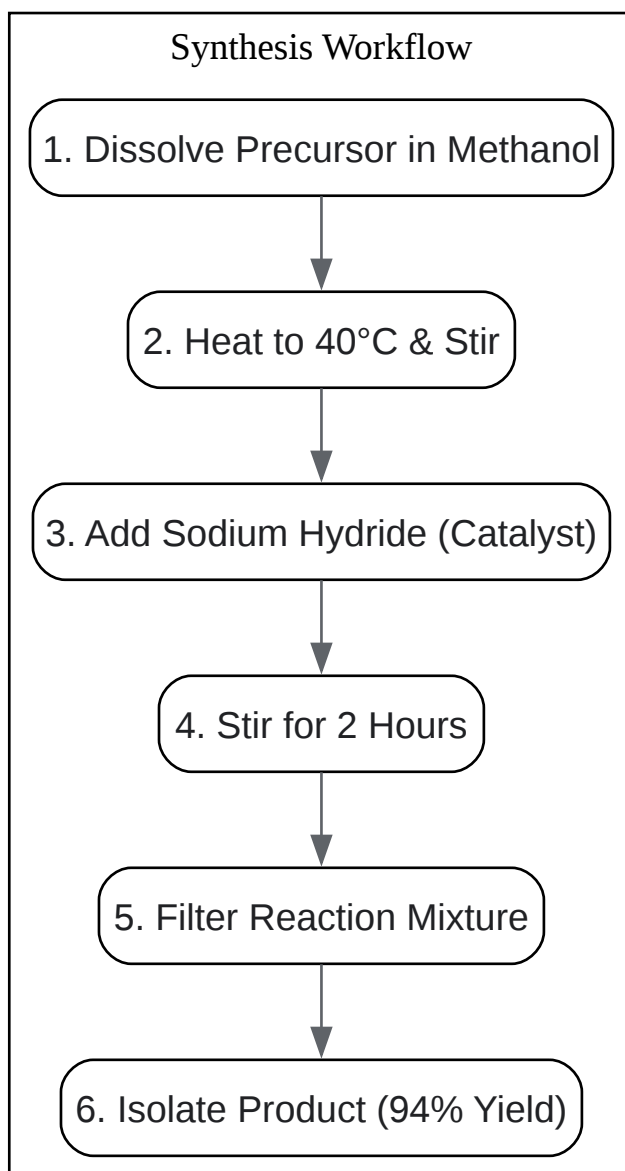 Synthesis Workflow
1. Dissolve Precursor in Methanol
2. Heat to 40°C & Stir
3. Add Sodium Hydride (Catalyst)
4. Stir for 2 Hours
5. Filter Reaction Mixture
6. Isolate Product (94% Yield)